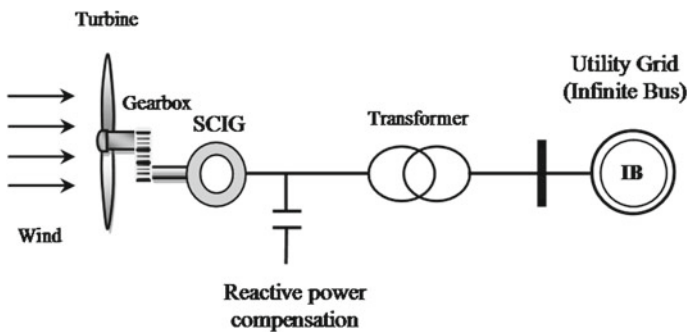 Turbine
Gearbox
SCIG
Transformer
Utility Grid
(Infinite Bus)
IB
Wind
Reactive power
compensation